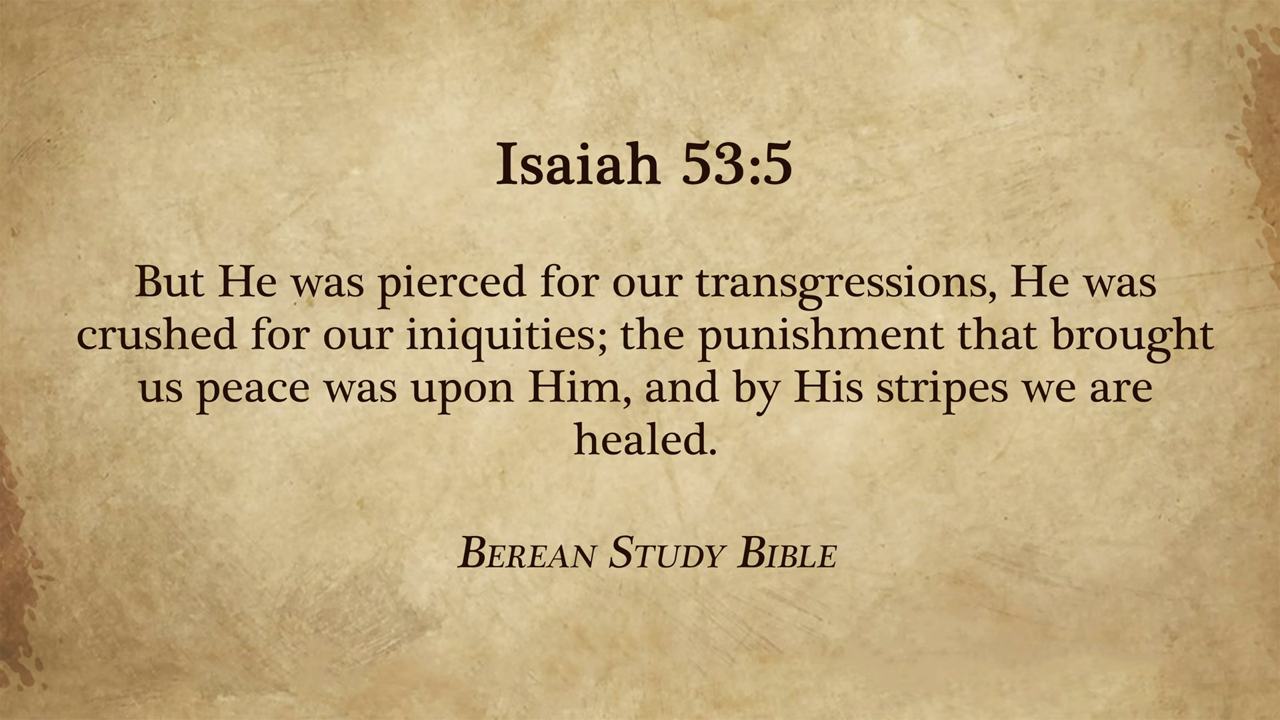 Isaiah 53:5
But He was pierced for our transgressions, He was
crushed for our iniquities; the punishment that brought
us peace was upon Him, and by His stripes we are
healed.
Berean Study Bible